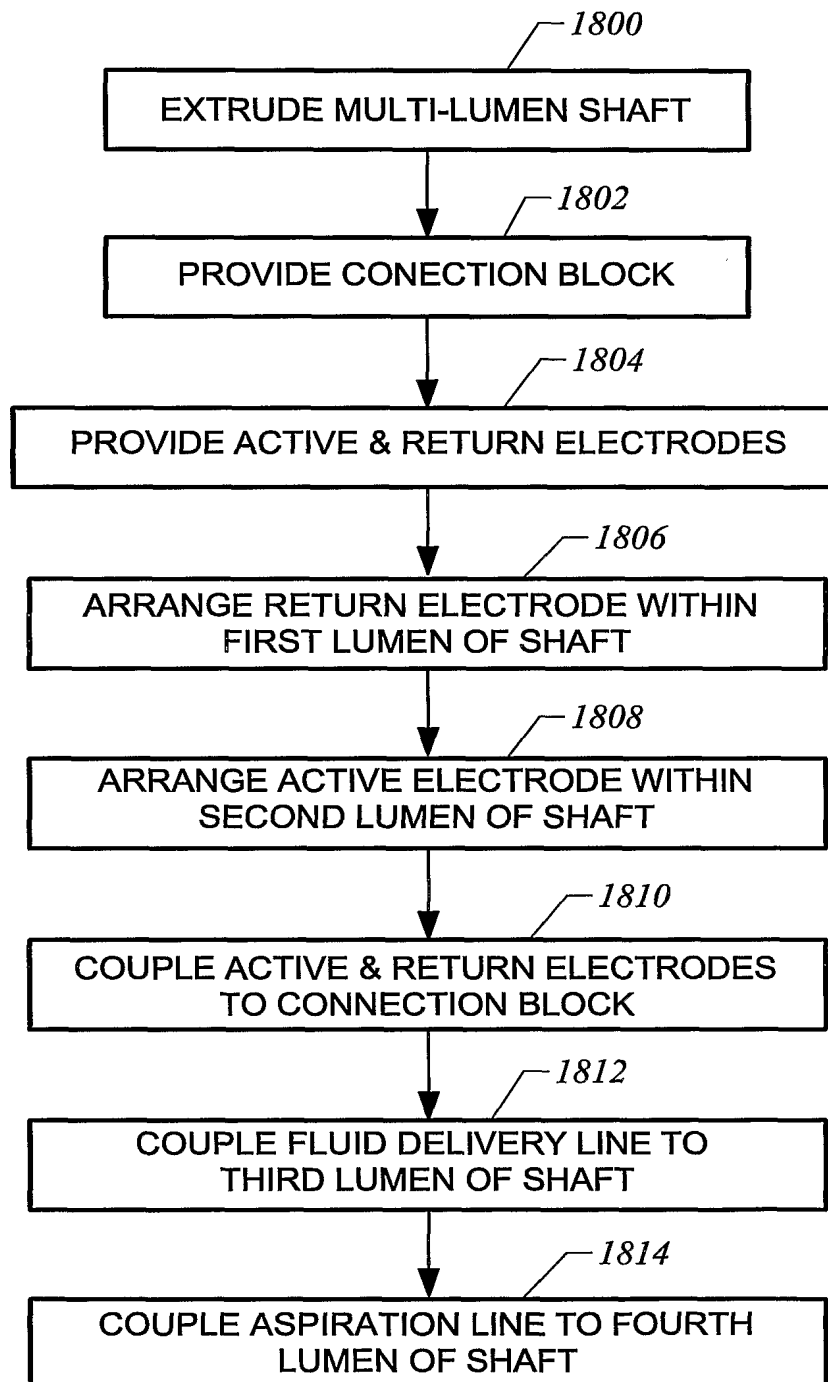 1800
EXTRUDE MULTI-LUMEN SHAFT
1802
PROVIDE CONECTION BLOCK
1804
PROVIDE ACTIVE & RETURN ELECTRODES
1806
ARRANGE RETURN ELECTRODE WITHIN
FIRST LUMEN OF SHAFT
1808
ARRANGE ACTIVE ELECTRODE WITHIN
SECOND LUMEN OF SHAFT
1810
COUPLE ACTIVE & RETURN ELECTRODES
TO CONNECTION BLOCK
1812
COUPLE FLUID DELIVERY LINE TO
THIRD LUMEN OF SHAFT
1814
COUPLE ASPIRATION LINE TO FOURTH
LUMEN OF SHAFT